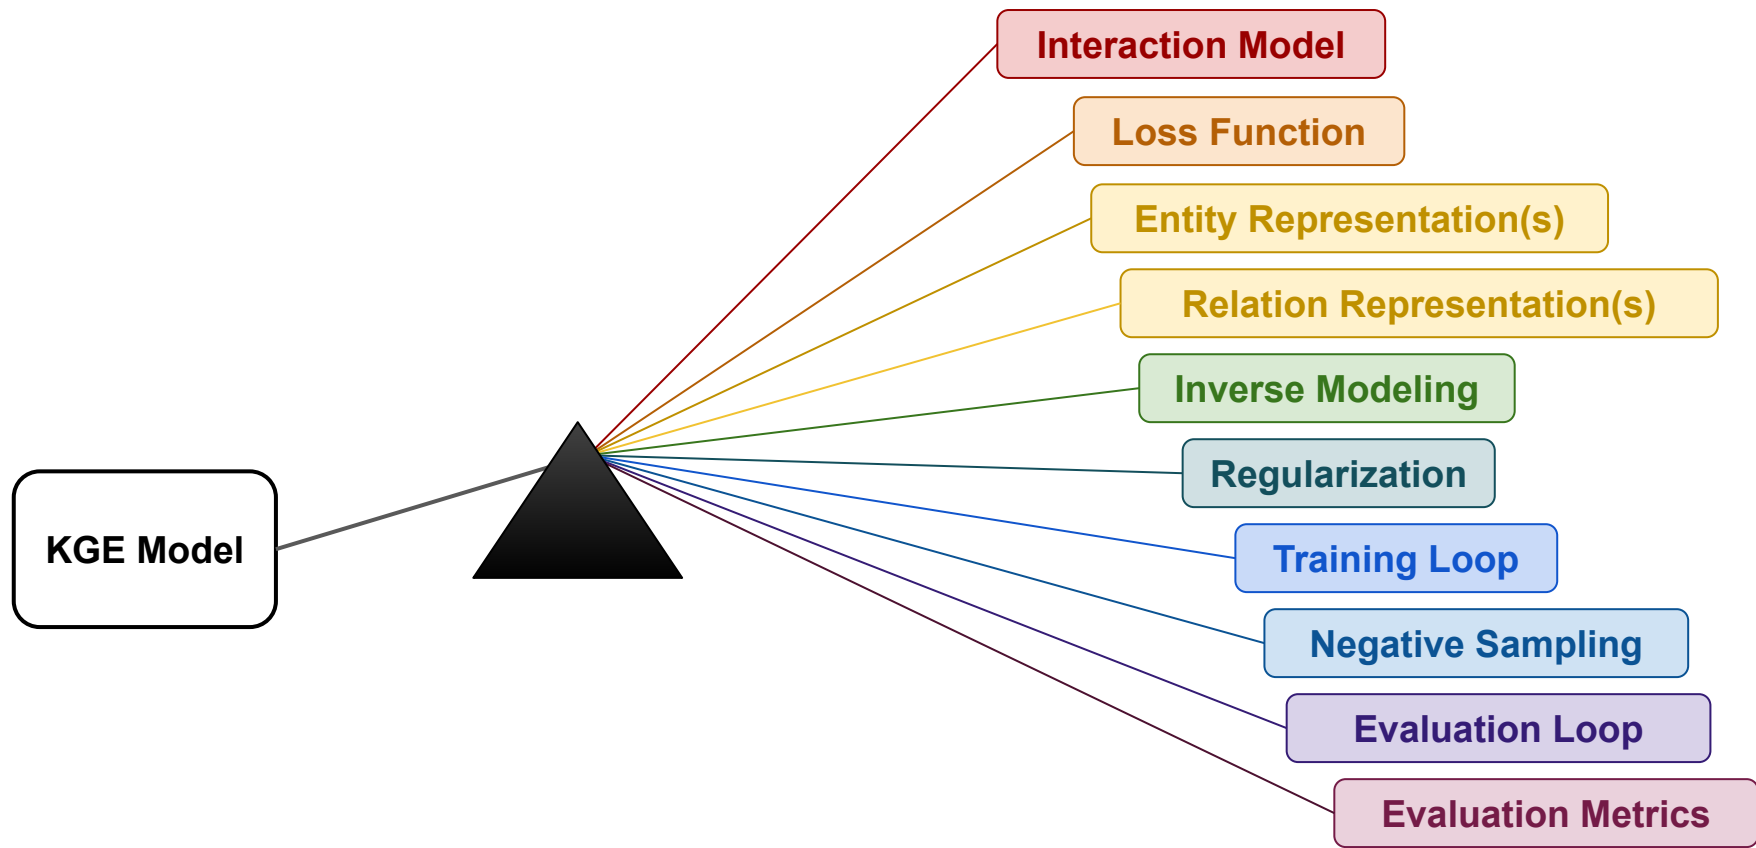 Interaction Model
Loss Function
Entity Representation(s)
Relation Representation(s)
Inverse Modeling
Regularization
KGE Model
Training Loop
Negative Sampling
Evaluation Loop
Evaluation Metrics